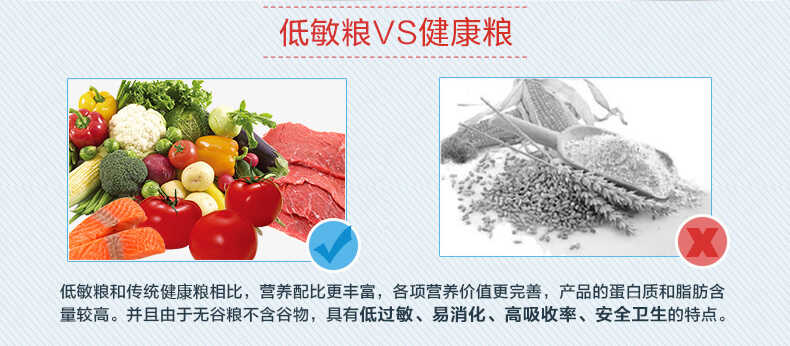 低敏粮VS健康粮
低敏粮和传统健康粮相比，营养配比更丰富，各项营养价值更完善，产品的蛋白质和脂肪含
量较高。并且由于无谷粮不含谷物，具有低过敏、易消化、高吸收率、安全卫生的特点。